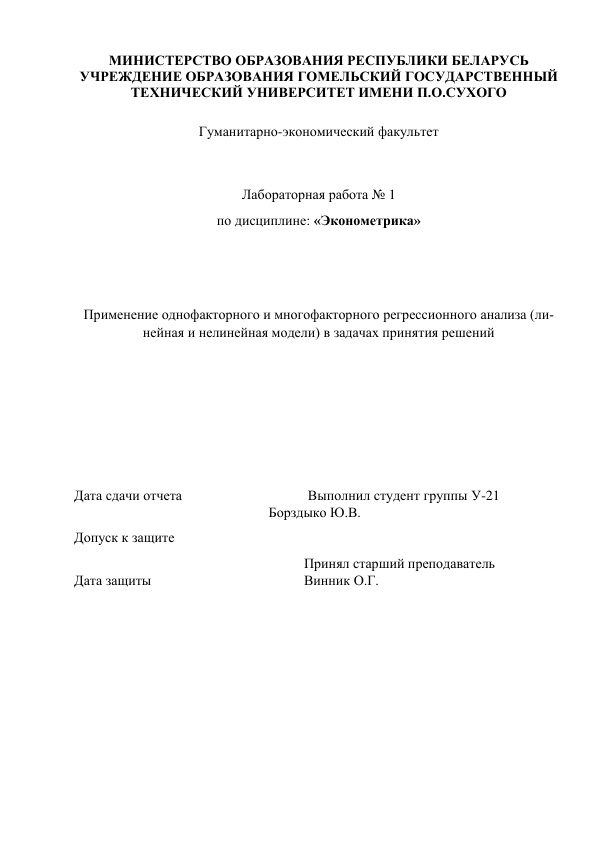 МИНИСТЕРСТВО ОБРАЗОВАНИЯ РЕСПУБЛИКИ БЕЛАРУСЬ
УЧРЕЖДЕНИЕ ОБРАЗОВАНИЯ ГОМЕЛЬСКИЙ ГОСУДАРСТВЕННЫЙ
ТЕХНИЧЕСКИЙ УНИВЕРСИТЕТ ИМЕНИ П.О.СУХОГО
Гуманитарно-экономический факультет
Лабораторная работа № 1
по дисциплине: «Эконометрика»
Применение однофакторного и многофакторного регрессионного анализа (ли-
нейная и нелинейная модели) в задачах принятия решений
Дата сдачи отчета Выполнил студент группы У-21
Борздыко Ю.В.
Допуск к защите
Принял старший преподаватель
Дата защиты Винник О.Г.